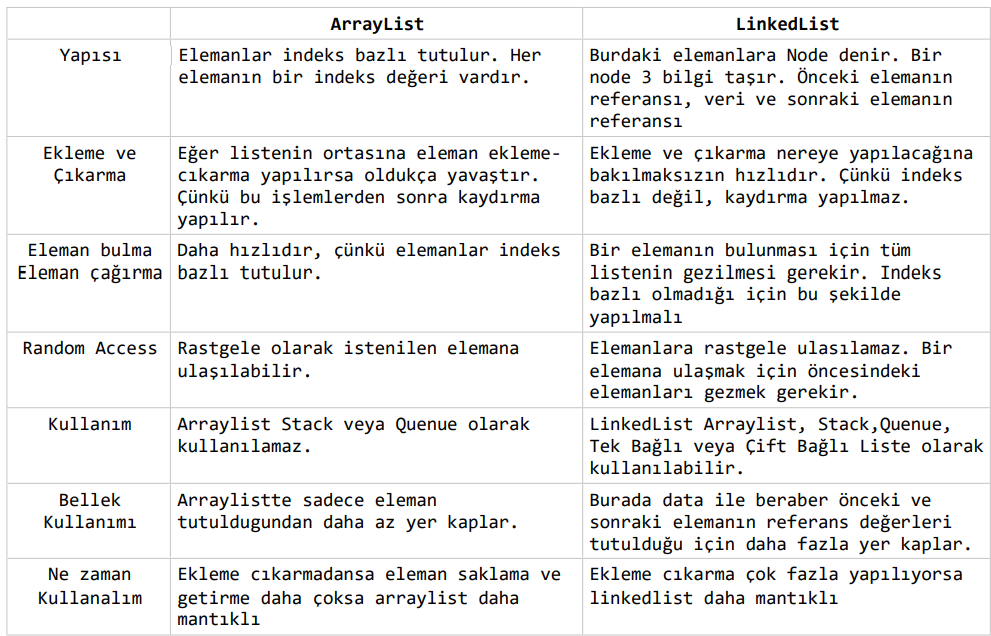 ArrayList
LinkedList
Yapısı
Elemanlar indeks bazlı tutulur. Her
elemanın bir indeks değeri vardır.
Burdaki elemanlara Node denir. Bir
node 3 bilgi taşır. Önceki elemanın
referansı, veri ve sonraki elemanın
referansı
Ekleme ve
Çıkarma
Eğer listenin ortasına eleman ekleme-
cıkarma yapılırsa oldukça yavaştır.
Çünkü bu işlemlerden sonra kaydırma
yapılır.
Ekleme ve çıkarma nereye yapılacağına
bakılmaksızın hızlıdır. Çünkü indeks
bazlı değil, kaydırma yapılmaz.
Eleman bulma
Eleman çağırma
Daha hızlıdır, çünkü elemanlar indeks
bazlı tutulur.
Bir elemanın bulunması için tüm
listenin gezilmesi gerekir. Indeks
bazlı olmadığı için bu şekilde
yapılmalı
Random Access
Rastgele olarak istenilen elemana
ulaşılabilir.
Elemanlara rastgele ulasılamaz. Bir
elemana ulaşmak için öncesindeki
elemanları gezmek gerekir.
Kullanım
Arraylist Stack veya Quenue olarak
kullanılamaz.
LinkedList Arraylist, Stack,Quenue,
Tek Bağlı veya Çift Bağlı Liste olarak
kullanılabilir.
Bellek
Kullanımı
Arraylistte sadece eleman
tutuldugundan daha az yer kaplar.
Burada data ile beraber önceki ve
sonraki elemanın referans değerleri
tutulduğu için daha fazla yer kaplar.
Ne zaman
Kullanalım
Ekleme cıkarmadansa eleman saklama ve
getirme daha çoksa arraylist daha
mantıklı
Ekleme cıkarma çok fazla yapılıyorsa
linkedlist daha mantıklı